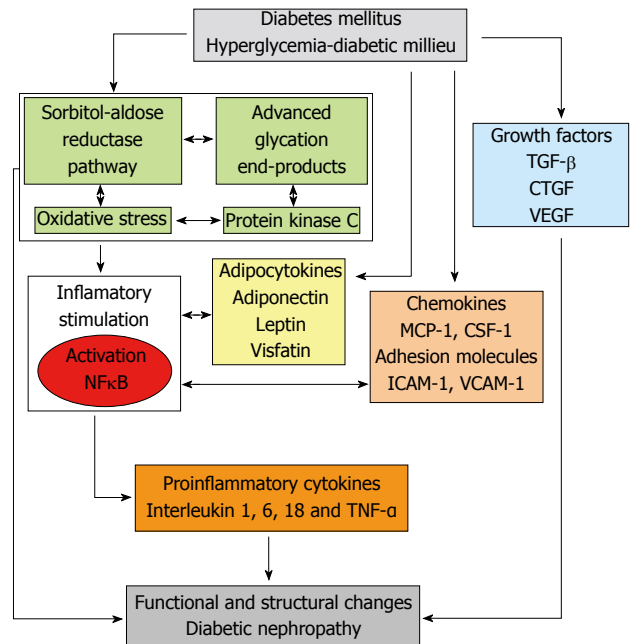 Diabetes mellitus
Hyperglycemia-diabetic millieu
Sorbitol-aldose
reductase
pathway
Advanced
glycation
end-products
Oxidative stress
Protein kinase C
Growth factors
TGF-β
CTGF
VEGF
Inflamatory
stimulation
Activation
NFκB
Adipocytokines
Adiponectin
Leptin
Visfatin
Chemokines
MCP-1, CSF-1
Adhesion molecules
ICAM-1, VCAM-1
Proinflammatory cytokines
Interleukin 1, 6, 18 and TNF-α
Functional and structural changes
Diabetic nephropathy